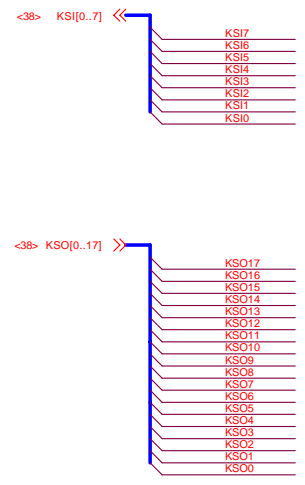 <38> KSI[0..7]
KSI7
KSI6
KSI5
KSI4
KSI3
KSI2
KSI1
KSI0
<38> KSO[0..17]
KSO17
KSO16
KSO15
KSO14
KSO13
KSO12
KSO11
KSO10
KSO9
KSO8
KSO7
KSO6
KSO5
KSO4
KSO3
KSO2
KSO1
KSO0